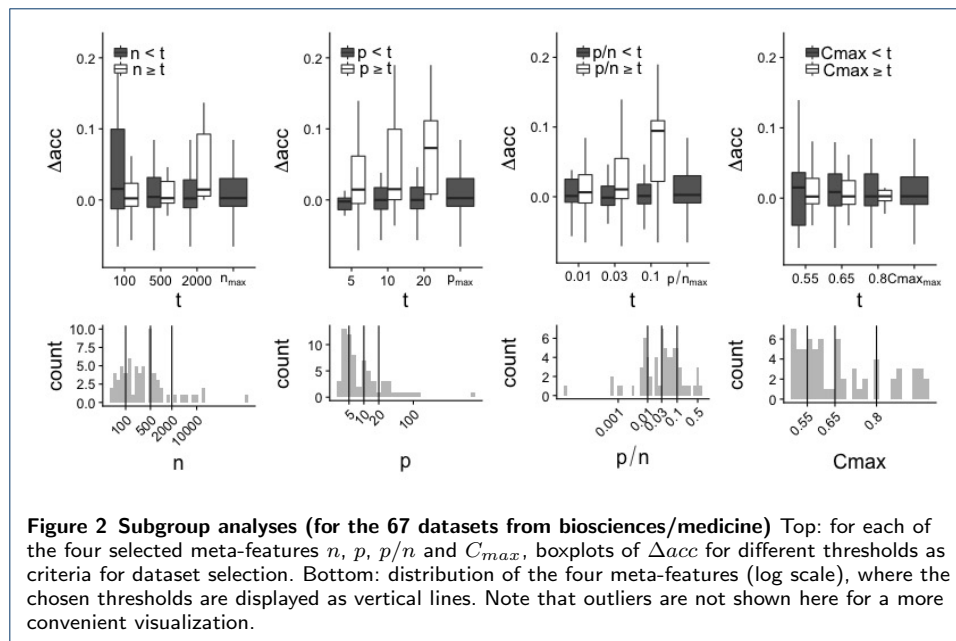 n < t
n ≥ t
0.2
0.1
0.0
Δacc
100 500 2000 nmax
t
p < t
p ≥ t
0.2
0.1
0.0
Δacc
5 10 20 pmax
t
p/n < t
p/n ≥ t
0.2
0.1
0.0
Δacc
0.01 0.03 0.1 p/nmax
t
Cmax < t
Cmax ≥ t
0.2
0.1
0.0
Δacc
0.55 0.65 0.8 Cmaxmax
t
10.0
7.5
5.0
2.5
0.0
count
100 500 2000 10000
n
10
5
0
count
5 10 20 100
p
6
4
2
0
count
0.001 0.01 0.03 0.1 0.5
p/n
6
4
2
0
count
0.55 0.65 0.8
Cmax
Figure 2 Subgroup analyses (for the 67 datasets from biosciences/medicine) Top: for each of
the four selected meta-features n, p, p/n and Cmax, boxplots of Δacc for different thresholds as
criteria for dataset selection. Bottom: distribution of the four meta-features (log scale), where the
chosen thresholds are displayed as vertical lines. Note that outliers are not shown here for a more
convenient visualization.